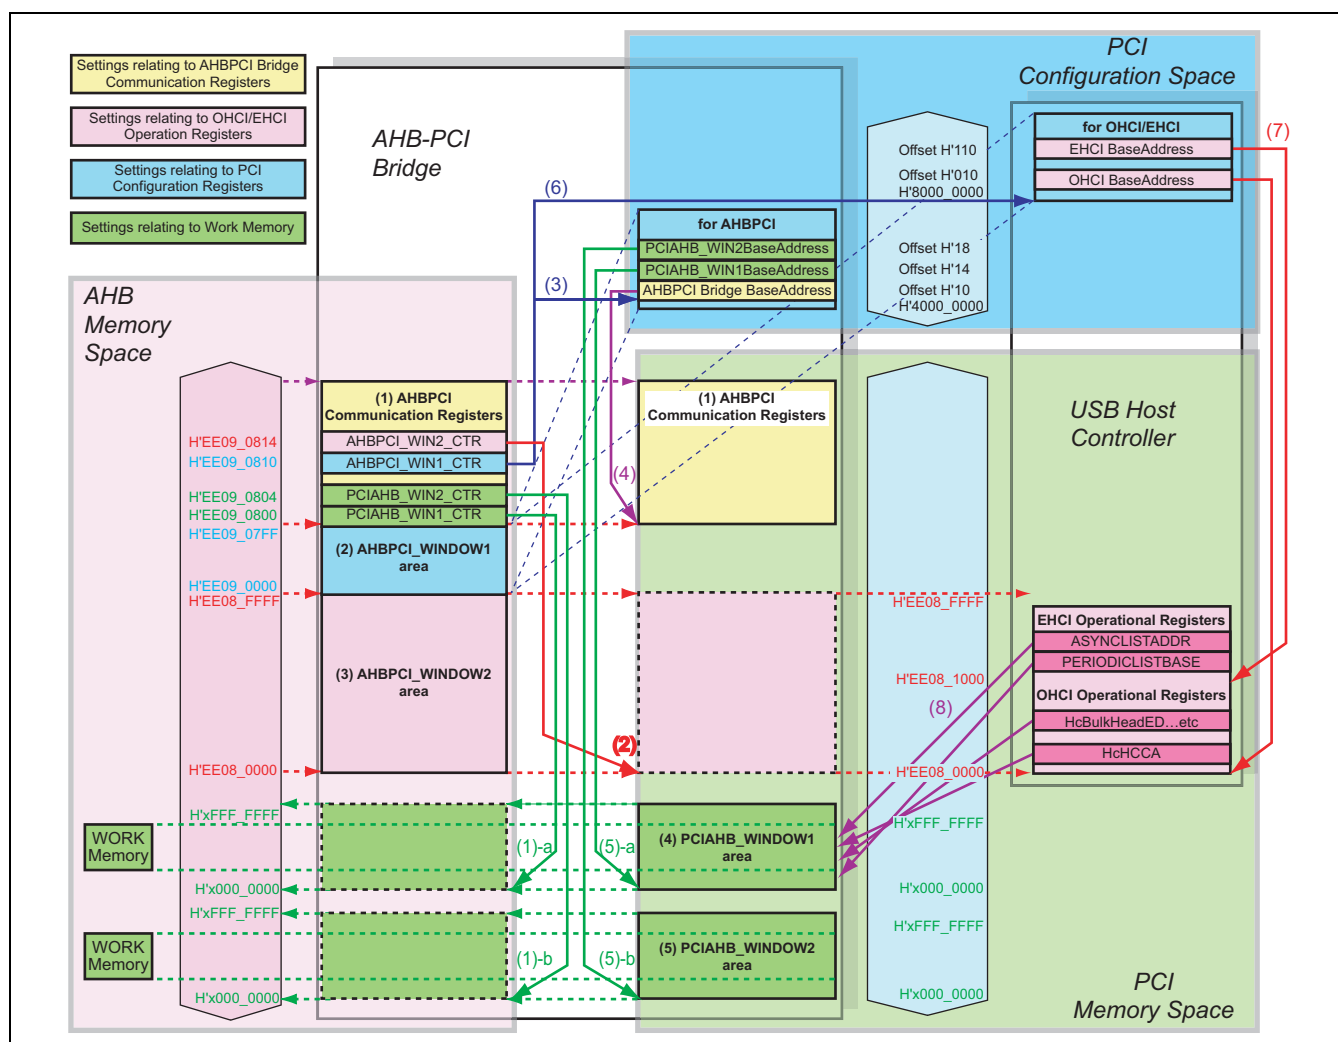 Settings relating to AHBPCI Bridge
Communication Registers
Settings relating to OHCI/EHCI
Operation Registers
Settings relating to PCI
Configuration Registers
Settings relating to Work Memory
AHB-PCI
Bridge
PCI
Configuration Space
for OHCI/EHCI
EHCI BaseAddress
OHCI BaseAddress
(7)
Offset H'110
Offset H'010
H'8000_0000
Offset H'18
Offset H'14
Offset H'10
H'4000_0000
(6)
(3)
for AHBPCI
PCIAHB_WIN2BaseAddress
PCIAHB_WIN1BaseAddress
AHBPCI Bridge BaseAddress
AHB
Memory
Space
(1) AHBPCI
Communication Registers
AHBPCI_WIN2_CTR
AHBPCI_WIN1_CTR
PCIAHB_WIN2_CTR
PCIAHB_WIN1_CTR
(2) AHBPCI_WINDOW1
area
(3) AHBPCI_WINDOW2
area
H'EE09_0814
H'EE09_0810
H'EE09_0804
H'EE09_0800
H'EE09_07FF
H'EE09_0000
H'EE08_FFFF
H'EE08_0000
H'xFFF_FFFF
H'x000_0000
H'xFFF_FFFF
H'x000_0000
WORK
Memory
WORK
Memory
(4)
(2)
(1)-a
(5)-a
(1)-b
(5)-b
(1) AHBPCI
Communication Registers
(4) PCIAHB_WINDOW1
area
(5) PCIAHB_WINDOW2
area
USB Host
Controller
H'EE08_FFFF
H'EE08_1000
(8)
H'EE08_0000
H'xFFF_FFFF
H'x000_0000
H'xFFF_FFFF
H'x000_0000
EHCI Operational Registers
ASYNCLISTADDR
PERIODICLISTBASE
OHCI Operational Registers
HcBulkHeadED…etc
HcHCCA
PCI
Memory Space